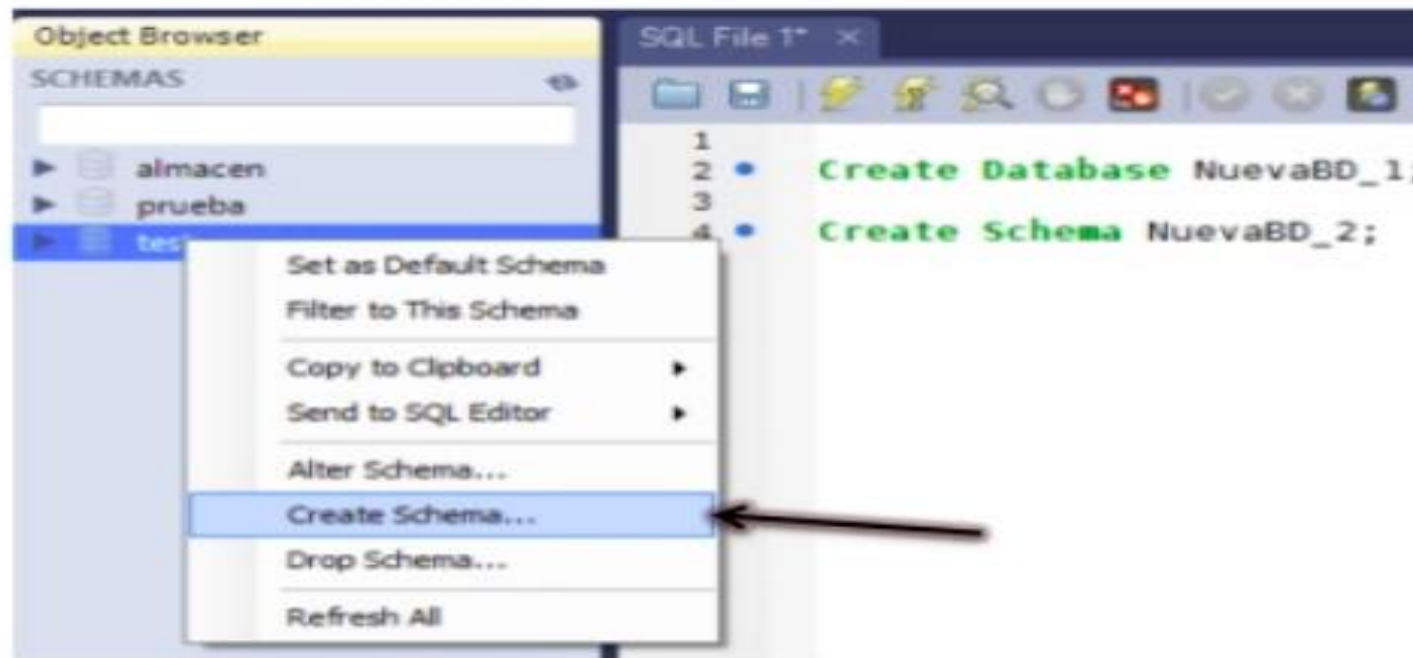 Object Browser
SCHEMAS
almacen
prueba
test
Set as Default Schema
Filter to This Schema
Copy to Clipboard
Send to SQL Editor
Alter Schema...
Create Schema...
Drop Schema...
Refresh All
SQL File 1* ×
1
2 Create Database NuevaBD_1;
3
4 Create Schema NuevaBD_2;